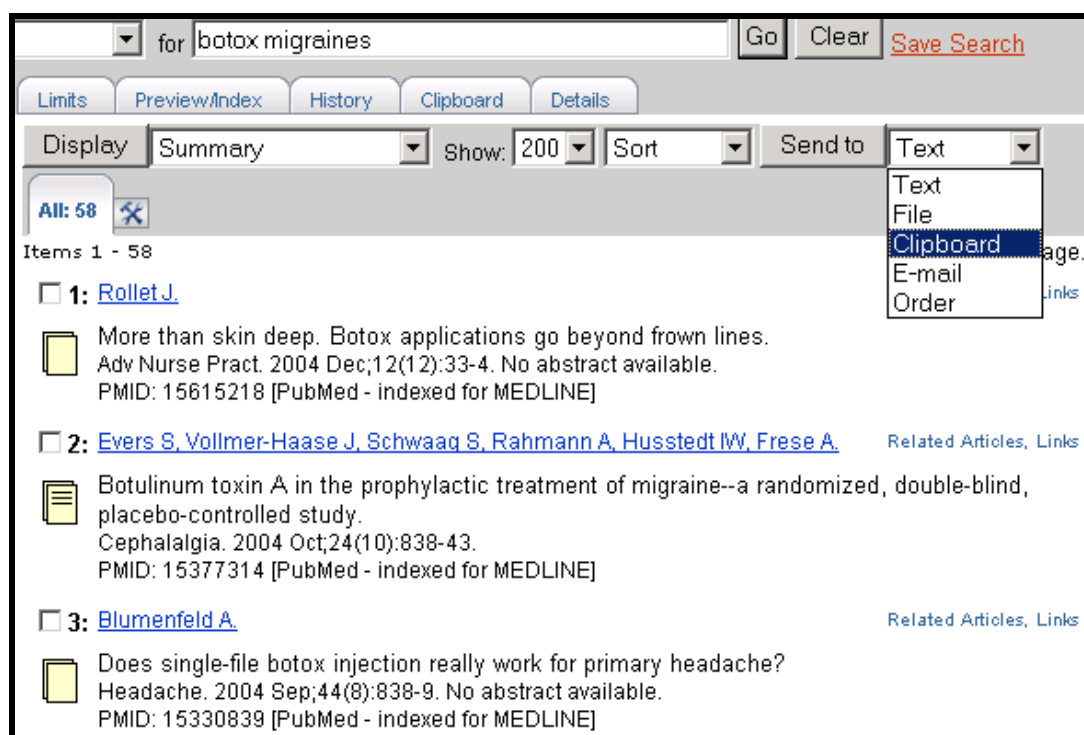 for botox migraines Go Clear Save Search
Limits Preview/Index History Clipboard Details
Display Summary Show: 200 Sort Send to Text
Text
All: 58 File
Items 1 - 58 Clipboard age.
E-mail
1: Rollet J. Order Links
More than skin deep. Botox applications go beyond frown lines.
Adv Nurse Pract. 2004 Dec;12(12):33-4. No abstract available.
PMID: 15615218 [PubMed - indexed for MEDLINE]
2: Evers S, Vollmer-Haase J, Schwaag S, Rahmann A, Husstedt IW, Frese A. Related Articles, Links
Botulinum toxin A in the prophylactic treatment of migraine--a randomized, double-blind,
placebo-controlled study.
Cephalalgia. 2004 Oct;24(10):838-43.
PMID: 15377314 [PubMed - indexed for MEDLINE]
3: Blumenfeld A. Related Articles, Links
Does single-file botox injection really work for primary headache?
Headache. 2004 Sep;44(8):838-9. No abstract available.
PMID: 15330839 [PubMed - indexed for MEDLINE]